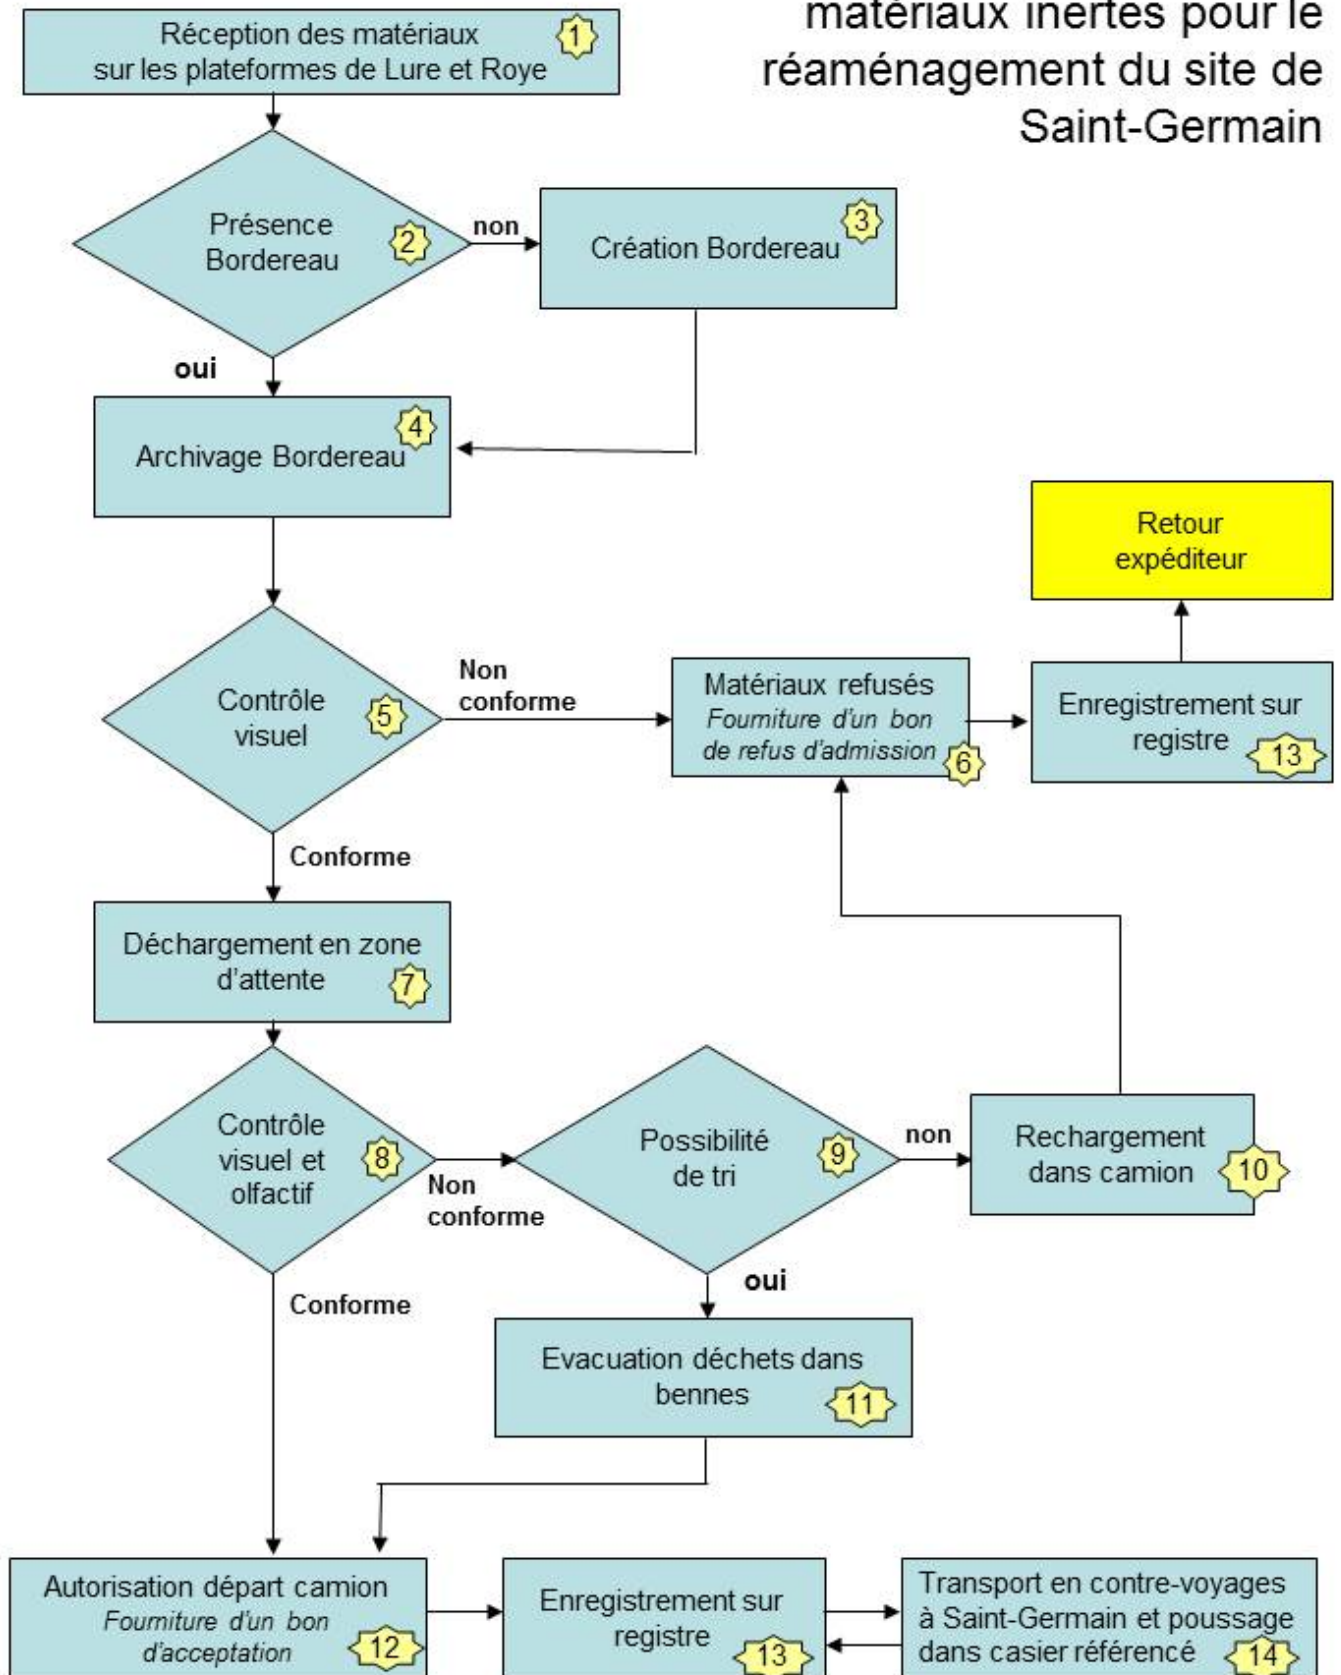 matériaux inertes pour le
réaménagement du site de
Saint-Germain
Réception des matériaux
sur les plateformes de Lure et Roye
1
Présence
Bordereau
2
non
Création Bordereau
3
oui
Archivage Bordereau
4
Retour
expéditeur
Contrôle
visuel
5
Non
conforme
Matériaux refusés
Fourniture d'un bon
de refus d'admission
6
Enregistrement sur
registre
13
Conforme
Déchargement en zone
d'attente
7
Contrôle
visuel et
olfactif
8
Non
conforme
Possibilité
de tri
9
non
Rechargement
dans camion
10
oui
Conforme
Evacuation déchets dans
bennes
11
Autorisation départ camion
Fourniture d'un bon
d'acceptation
12
Enregistrement sur
registre
13
Transport en contre-voyages
à Saint-Germain et poussage
dans casier référencé
14